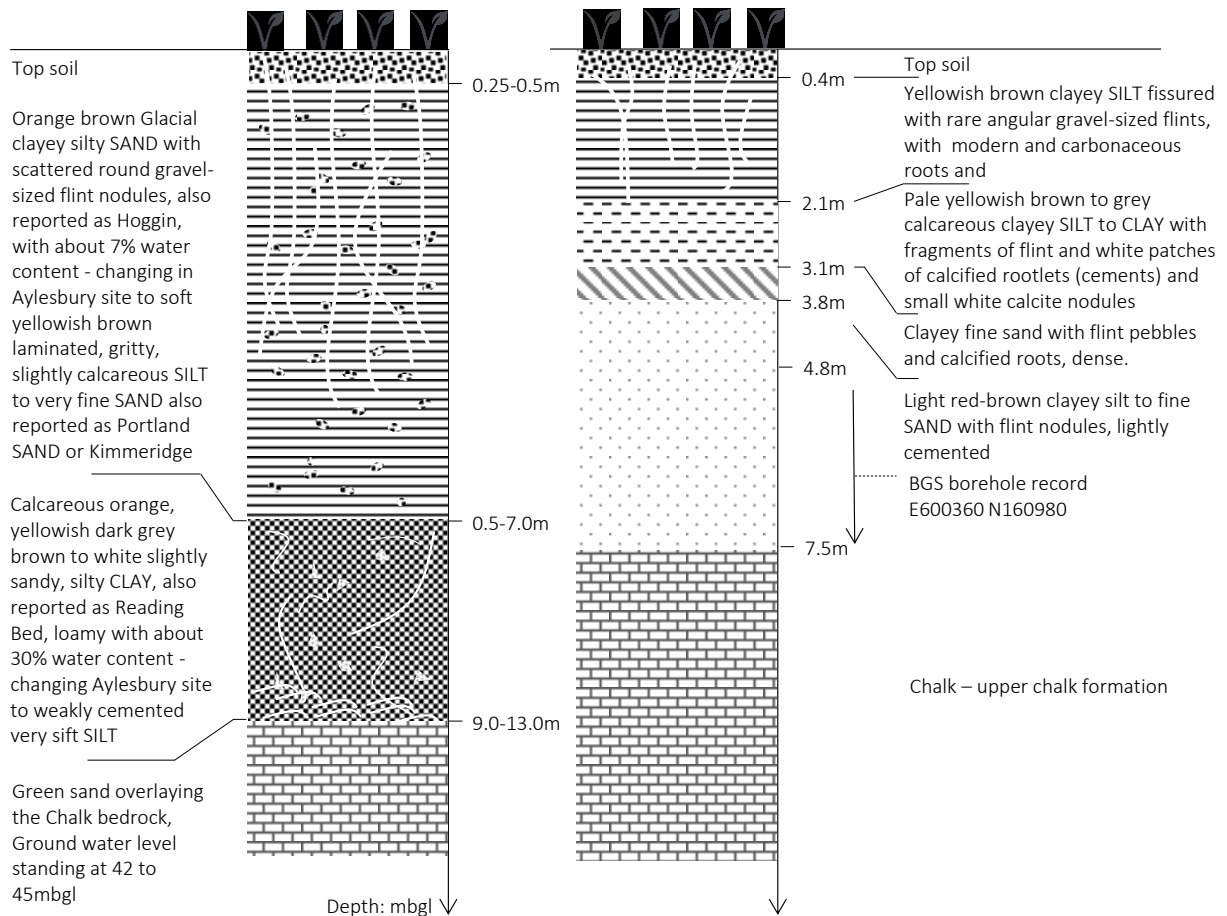 Top soil
Orange brown Glacial
clayey silty SAND with
scattered round gravel-
sized flint nodules, also
reported as Hoggin,
with about 7% water
content - changing in
Aylesbury site to soft
yellowish brown
laminated, gritty,
slightly calcareous SILT
to very fine SAND also
reported as Portland
SAND or Kimmeridge
Calcareous orange,
yellowish dark grey
brown to white slightly
sandy, silty CLAY, also
reported as Reading
Bed, loamy with about
30% water content -
changing Aylesbury site
to weakly cemented
very sift SILT
Green sand overlaying
the Chalk bedrock,
Ground water level
standing at 42 to
45mbgl
0.25-0.5m
0.5-7.0m
9.0-13.0m
Depth: mbgl
0.4m
2.1m
3.1m
3.8m
4.8m
7.5m
Top soil
Yellowish brown clayey SILT fissured
with rare angular gravel-sized flints,
with modern and carbonaceous
roots and
Pale yellowish brown to grey
calcareous clayey SILT to CLAY with
fragments of flint and white patches
of calcified rootlets (cements) and
small white calcite nodules
Clayey fine sand with flint pebbles
and calcified roots, dense.
Light red-brown clayey silt to fine
SAND with flint nodules, lightly
cemented
BGS borehole record
E600360 N160980
Chalk – upper chalk formation